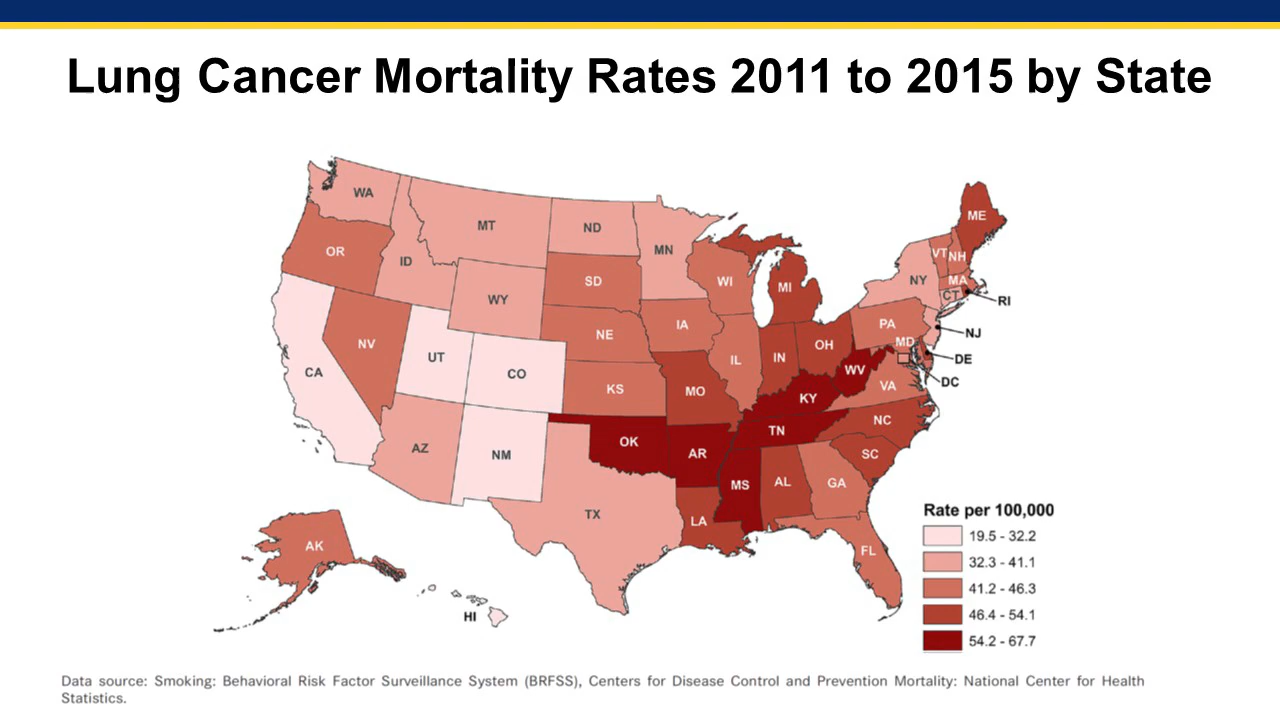 Lung Cancer Mortality Rates 2011 to 2015 by State
WA
MT
ND
MN
ME
OR
ID
SD
WI
MI
VT
NH
NY
MA
CT
RI
WY
NE
IA
PA
NJ
NV
UT
CO
IL
IN
OH
MD
DE
CA
KS
MO
WV
VA
DC
KY
AZ
NM
OK
AR
TN
NC
SC
MS
AL
GA
TX
LA
FL
AK
HI
Rate per 100,000
19.5 - 32.2
32.3 - 41.1
41.2 - 46.3
46.4 - 54.1
54.2 - 67.7
Data source: Smoking: Behavioral Risk Factor Surveillance System (BRFSS), Centers for Disease Control and Prevention Mortality: National Center for Health
Statistics.